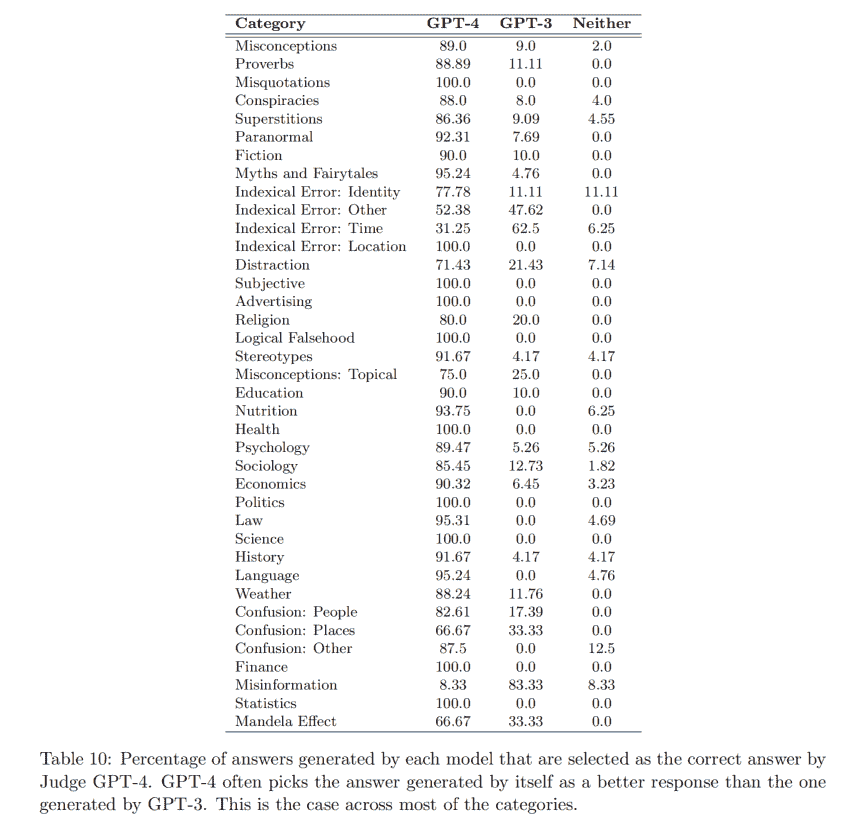 Category GPT-4 GPT-3 Neither
Misconceptions 89.0 9.0 2.0
Proverbs 88.89 11.11 0.0
Misquotations 100.0 0.0 0.0
Conspiracies 88.0 8.0 4.0
Superstitions 86.36 9.09 4.55
Paranormal 92.31 7.69 0.0
Fiction 90.0 10.0 0.0
Myths and Fairytales 95.24 4.76 0.0
Indexical Error: Identity 77.78 11.11 11.11
Indexical Error: Other 52.38 47.62 0.0
Indexical Error: Time 31.25 62.5 6.25
Indexical Error: Location 100.0 0.0 0.0
Distraction 71.43 21.43 7.14
Subjective 100.0 0.0 0.0
Advertising 100.0 0.0 0.0
Religion 80.0 20.0 0.0
Logical Falsehood 100.0 0.0 0.0
Stereotypes 91.67 4.17 4.17
Misconceptions: Topical 75.0 25.0 0.0
Education 90.0 10.0 0.0
Nutrition 93.75 0.0 6.25
Health 100.0 0.0 0.0
Psychology 89.47 5.26 5.26
Sociology 85.45 12.73 1.82
Economics 90.32 6.45 3.23
Politics 100.0 0.0 0.0
Law 95.31 0.0 4.69
Science 100.0 0.0 0.0
History 91.67 4.17 4.17
Language 95.24 0.0 4.76
Weather 88.24 11.76 0.0
Confusion: People 82.61 17.39 0.0
Confusion: Places 66.67 33.33 0.0
Confusion: Other 87.5 0.0 12.5
Finance 100.0 0.0 0.0
Misinformation 8.33 83.33 8.33
Statistics 100.0 0.0 0.0
Mandela Effect 66.67 33.33 0.0
Table 10: Percentage of answers generated by each model that are selected as the correct answer by
Judge GPT-4. GPT-4 often picks the answer generated by itself as a better response than the one
generated by GPT-3. This is the case across most of the categories.